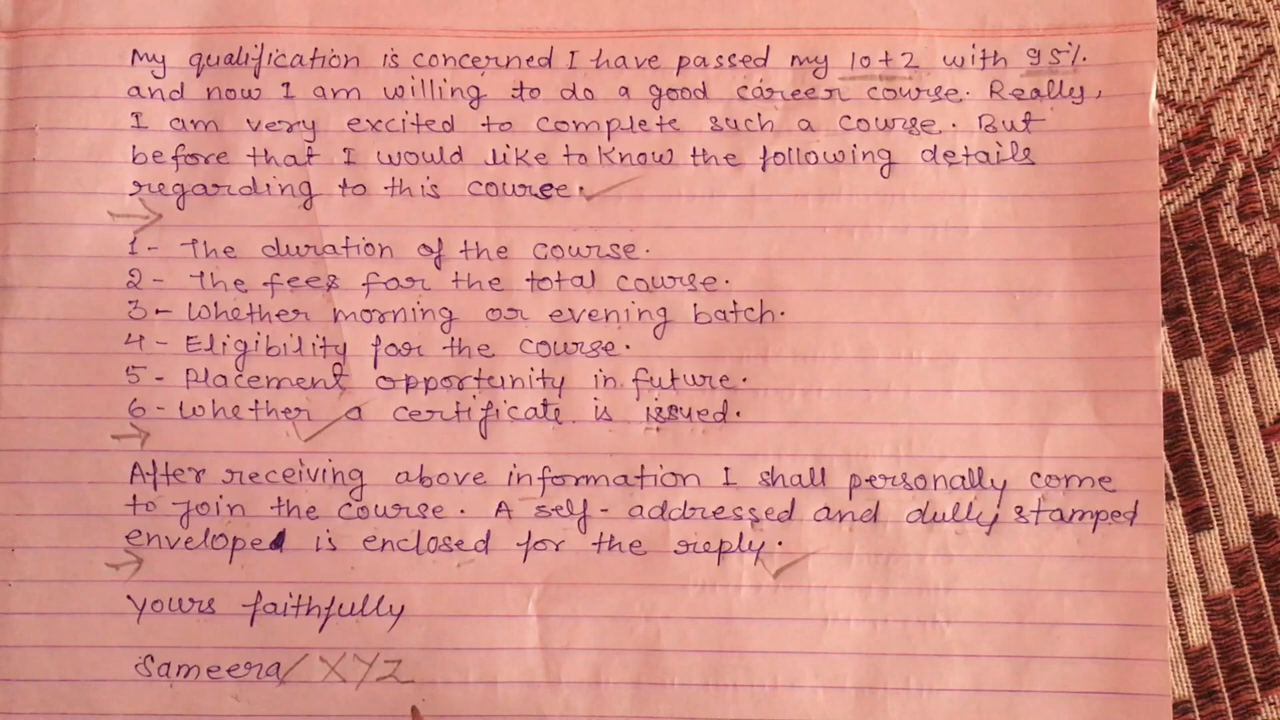 My qualification is concerned I have passed my 10+2 with 95%.
and now I am willing to do a good career course. Really,
I am very excited to complete such a course. But
before that I would like to know the following details
regarding to this course.
1- The duration of the course.
2- The fees for the total course.
3- Whether morning or evening batch.
4- Eligibility for the course.
5- Placement opportunity in future.
6- Whether a certificate is issued.
After receiving above information I shall personally come
to join the course. A self-addressed and dully stamped
enveloped is enclosed for the reply.
Yours faithfully
Sameera/XYZ